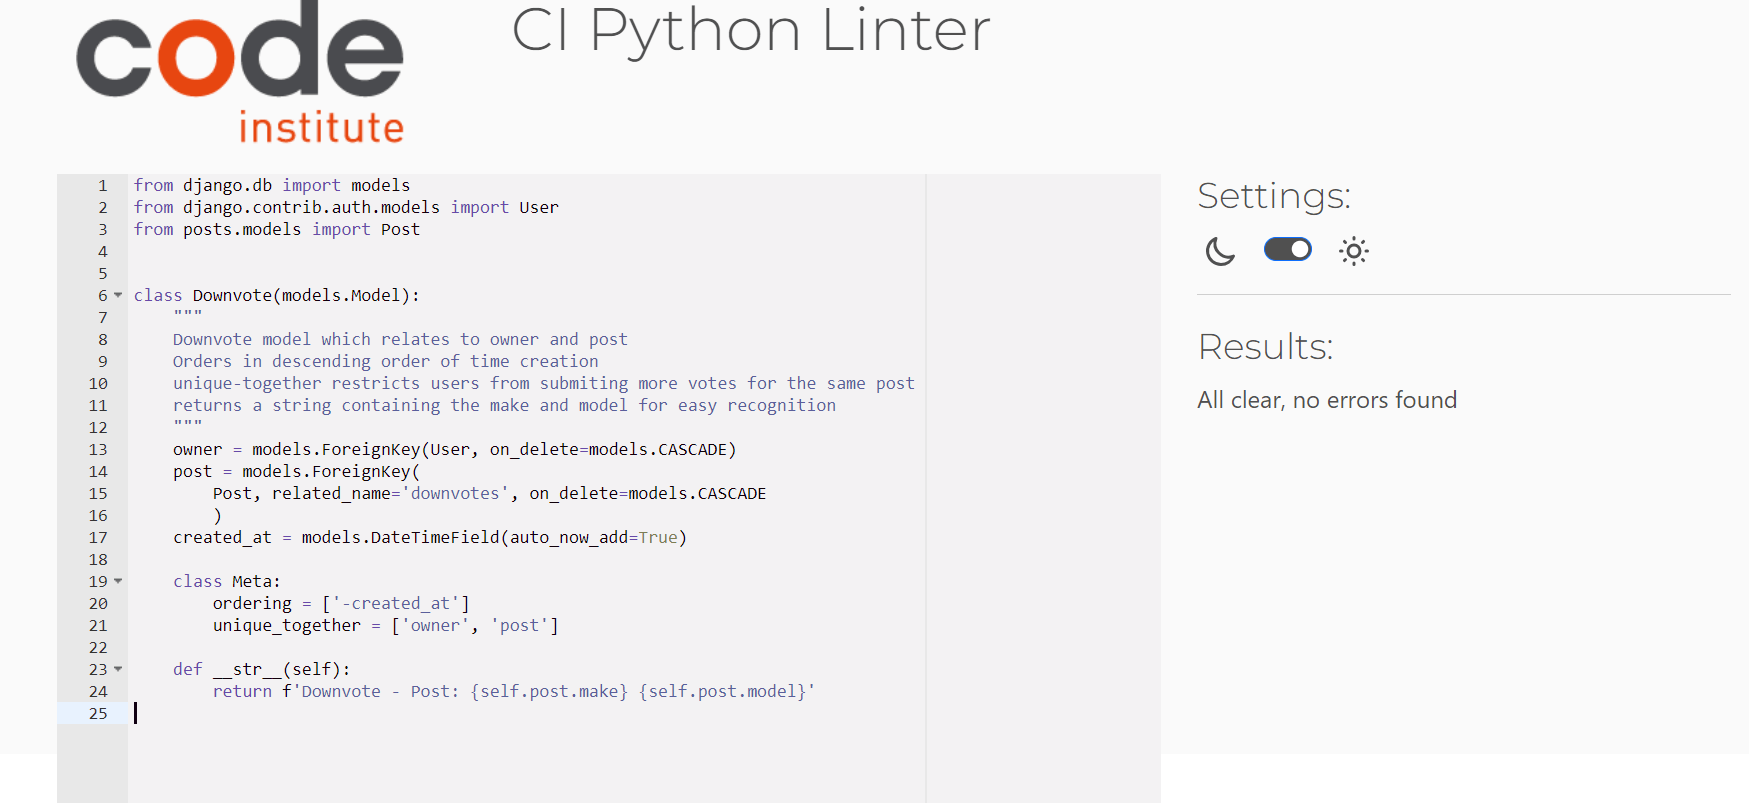 code
institute
CI Python Linter
1 from django.db import models
2 from django.contrib.auth.models import User
3 from posts.models import Post
4
5
6 class Downvote(models.Model):
7     """
8     Downvote model which relates to owner and post
9     Orders in descending order of time creation
10     unique-together restricts users from submiting more votes for the same post
11     returns a string containing the make and model for easy recognition
12     """
13     owner = models.ForeignKey(User, on_delete=models.CASCADE)
14     post = models.ForeignKey(
15         Post, related_name='downvotes', on_delete=models.CASCADE
16         )
17     created_at = models.DateTimeField(auto_now_add=True)
18
19     class Meta:
20         ordering = ['-created_at']
21         unique_together = ['owner', 'post']
22
23     def __str__(self):
24         return f'Downvote - Post: {self.post.make} {self.post.model}'
25
Settings:
Results:
All clear, no errors found